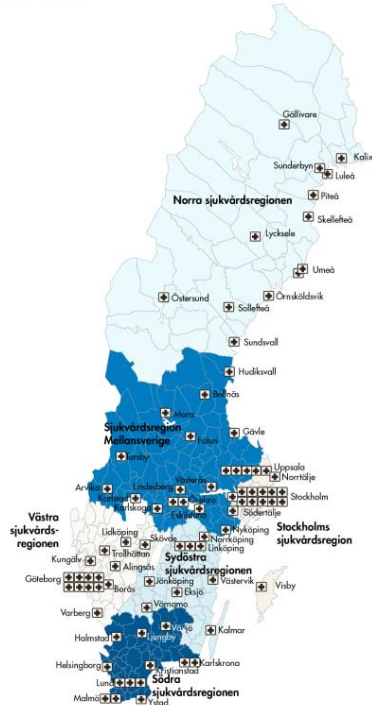 Gällivare
Kalix
Sunderbyn
Luleå
Norra sjukvårdsregionen
Piteå
Skellefteå
Lycksele
Umeå
Östersund
Örnsköldsvik
Sollefteå
Sundsvall
Hudiksvall
Bollnäs
Mora
Sjukvårdsregion
Mellansverige
Gävle
Falun
Torsby
Uppsala
Norrtälje
Arvika
Lindesberg
Västerås
Karlstad
Karlskoga
Örebro
Stockholm
Eskilstuna
Södertälje
Västra
sjukvårds-
regionen
Stockholms
sjukvårdsregion
Nyköping
Lidköping
Skövde
Norrköping
Linköping
Trollhättan
Kungälv
Alingsås
Sydöstra
sjukvårdsregionen
Göteborg
Borås
Jönköping
Västervik
Eksjö
Visby
Varberg
Värnamo
Växjö
Kalmar
Halmstad
Ljungby
Helsingborg
Kristianstad
Karlskrona
Lund
Södra
sjukvårdsregionen
Malmö
Ystad